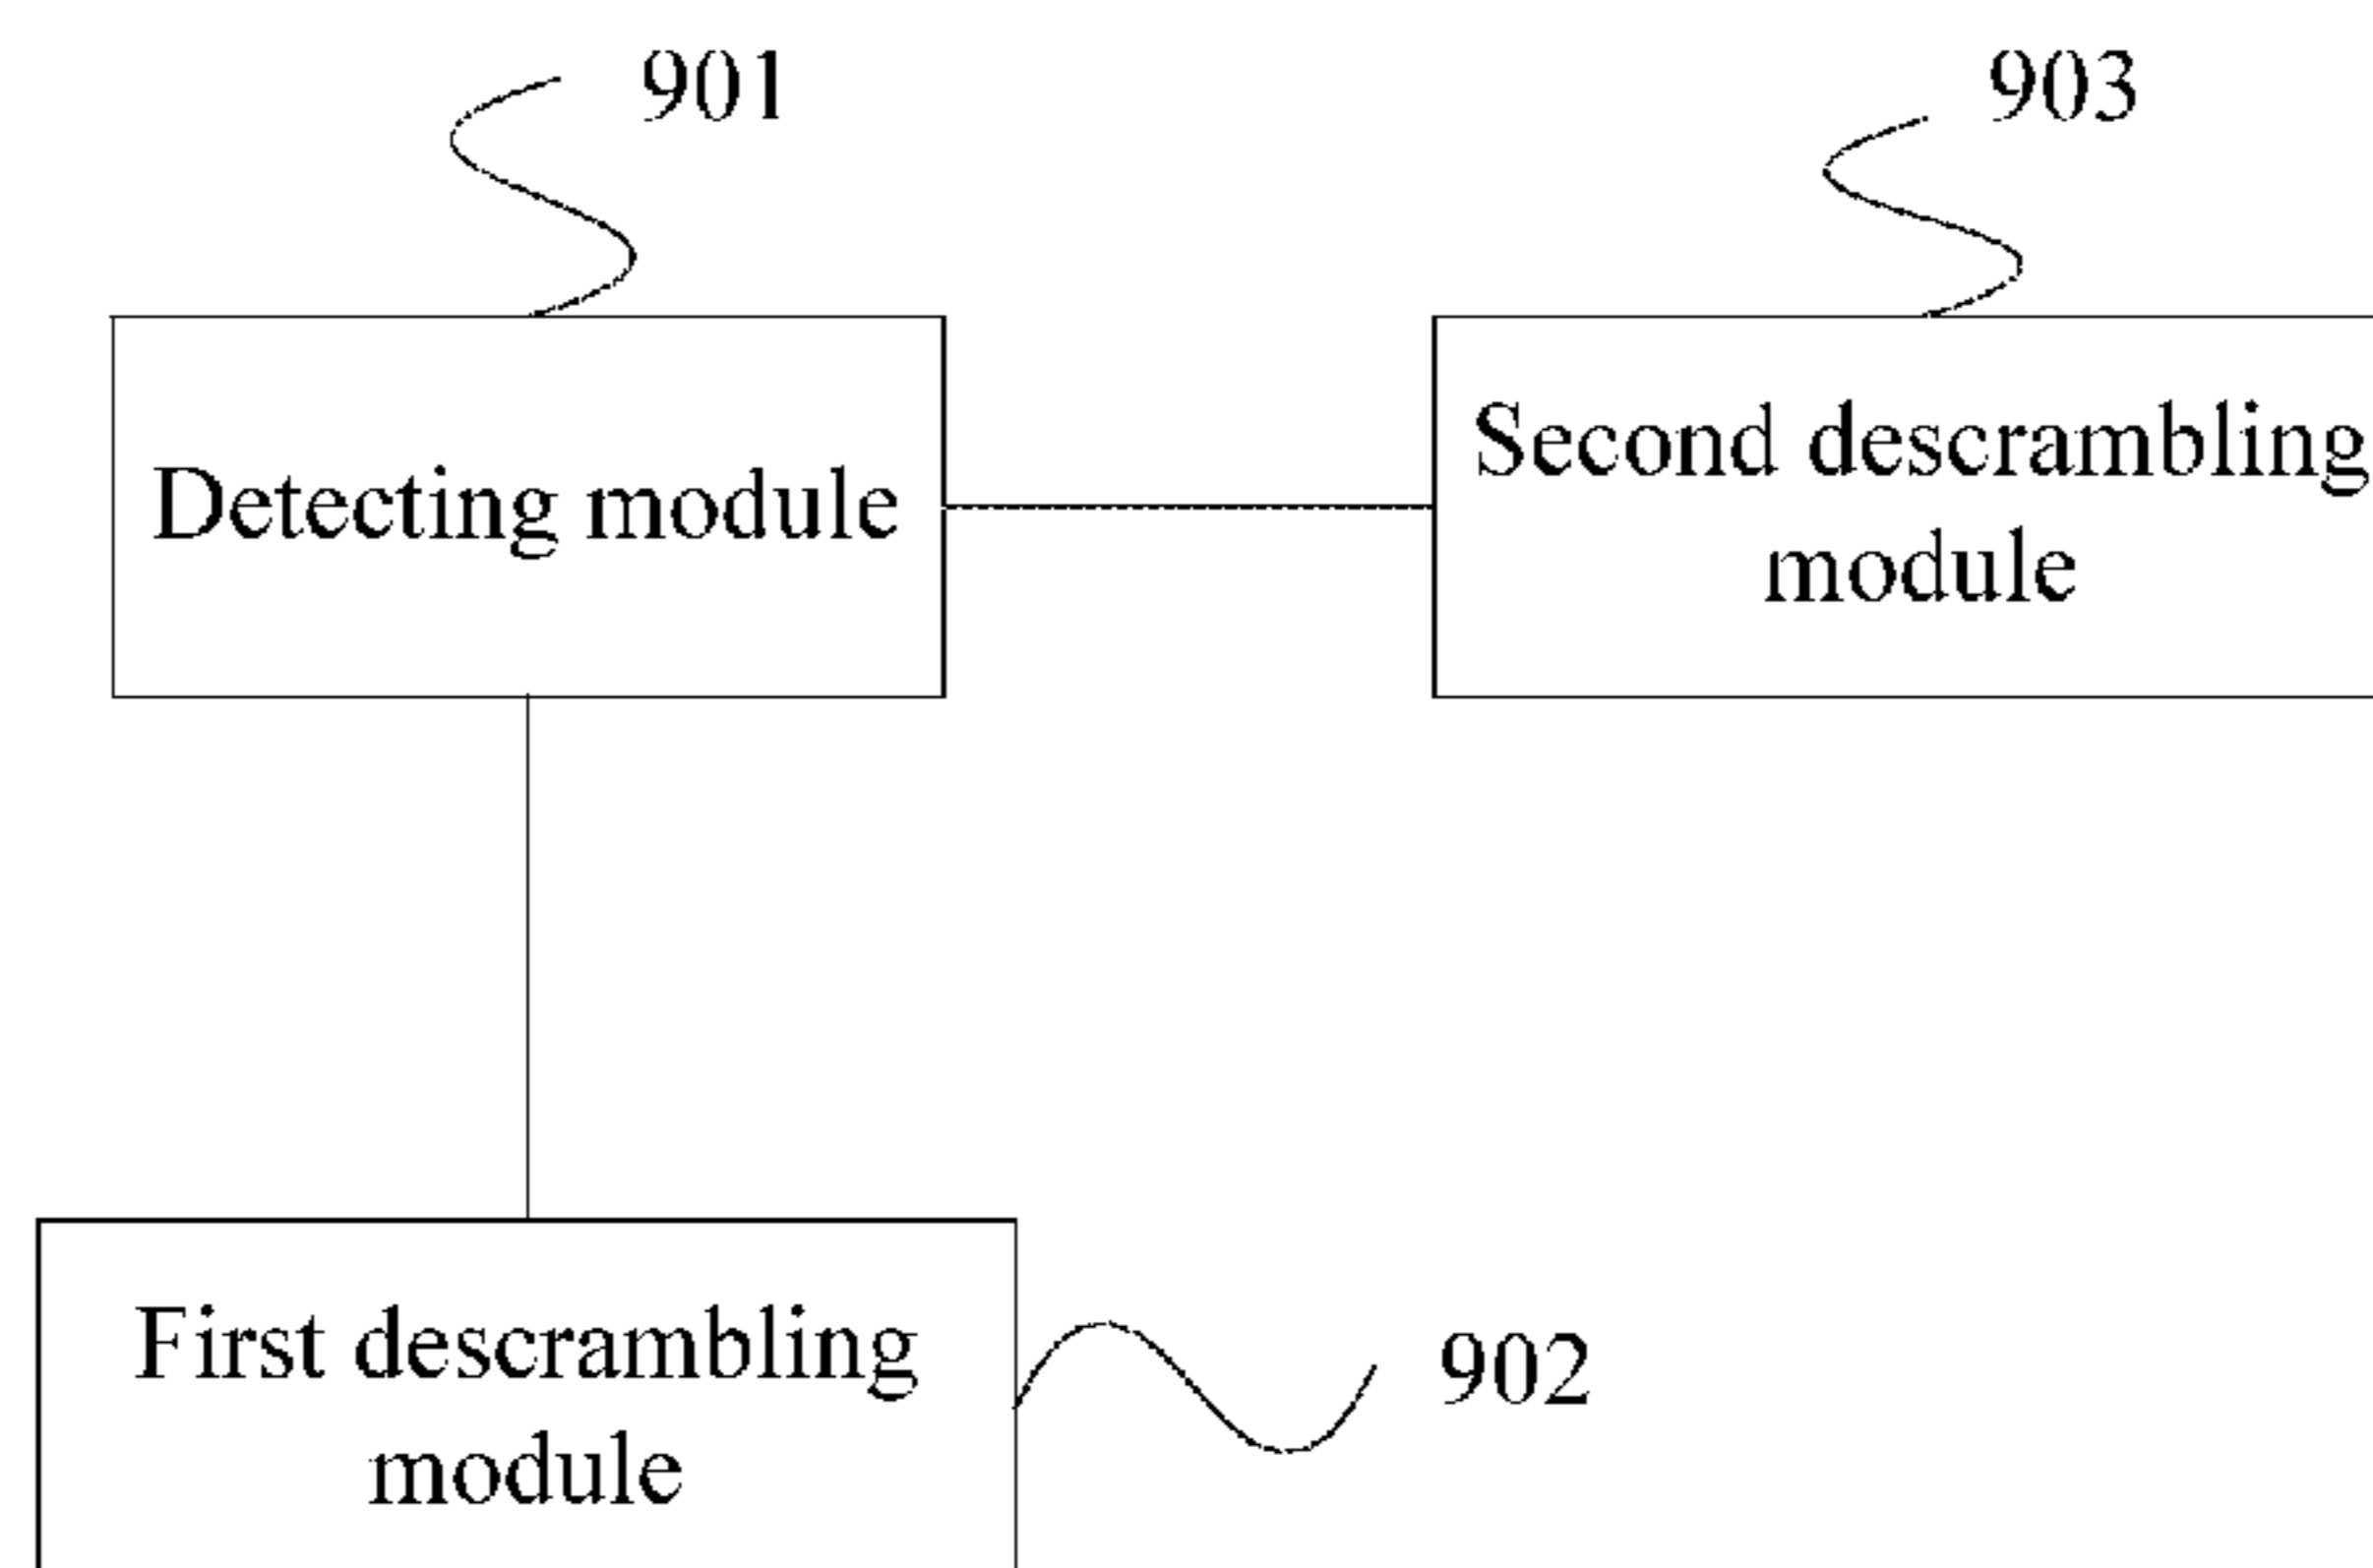 901
903
Detecting module
Second descrambling
module
First descrambling
module
902